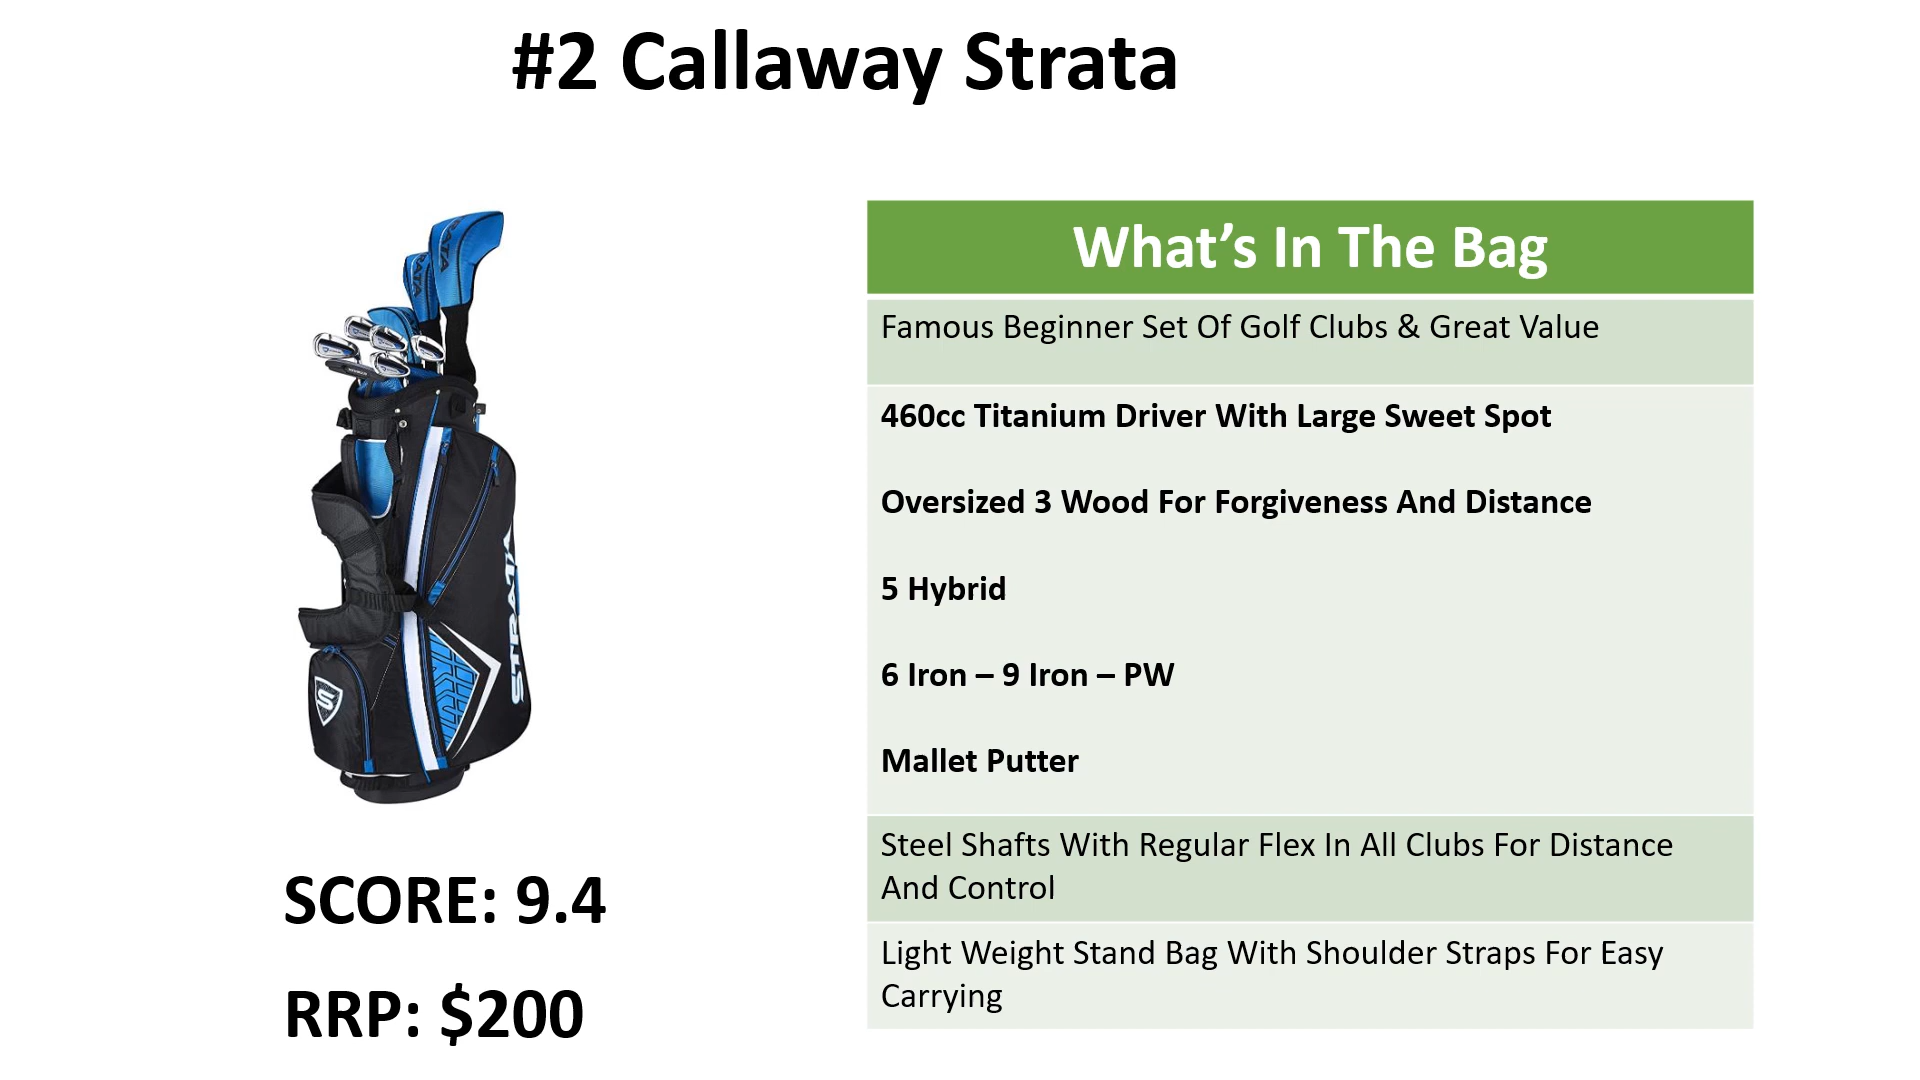 #2 Callaway Strata
RATA
RATA
STRATA
S
SCORE: 9.4
RRP: $200
What’s In The Bag
Famous Beginner Set Of Golf Clubs & Great Value
460cc Titanium Driver With Large Sweet Spot
Oversized 3 Wood For Forgiveness And Distance
5 Hybrid
6 Iron – 9 Iron – PW
Mallet Putter
Steel Shafts With Regular Flex In All Clubs For Distance
And Control
Light Weight Stand Bag With Shoulder Straps For Easy
Carrying